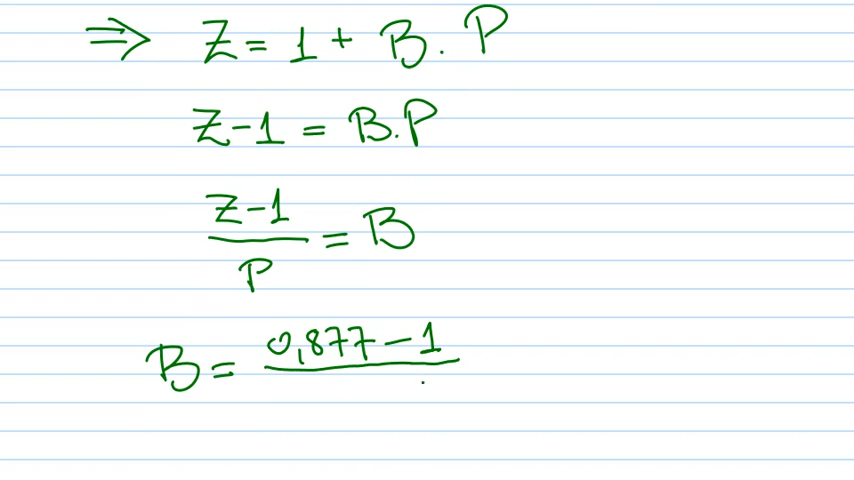 ⇒ Z = 1 + B . P
Z - 1 = B.P
Z - 1
P
= B
B = 0,877 - 1